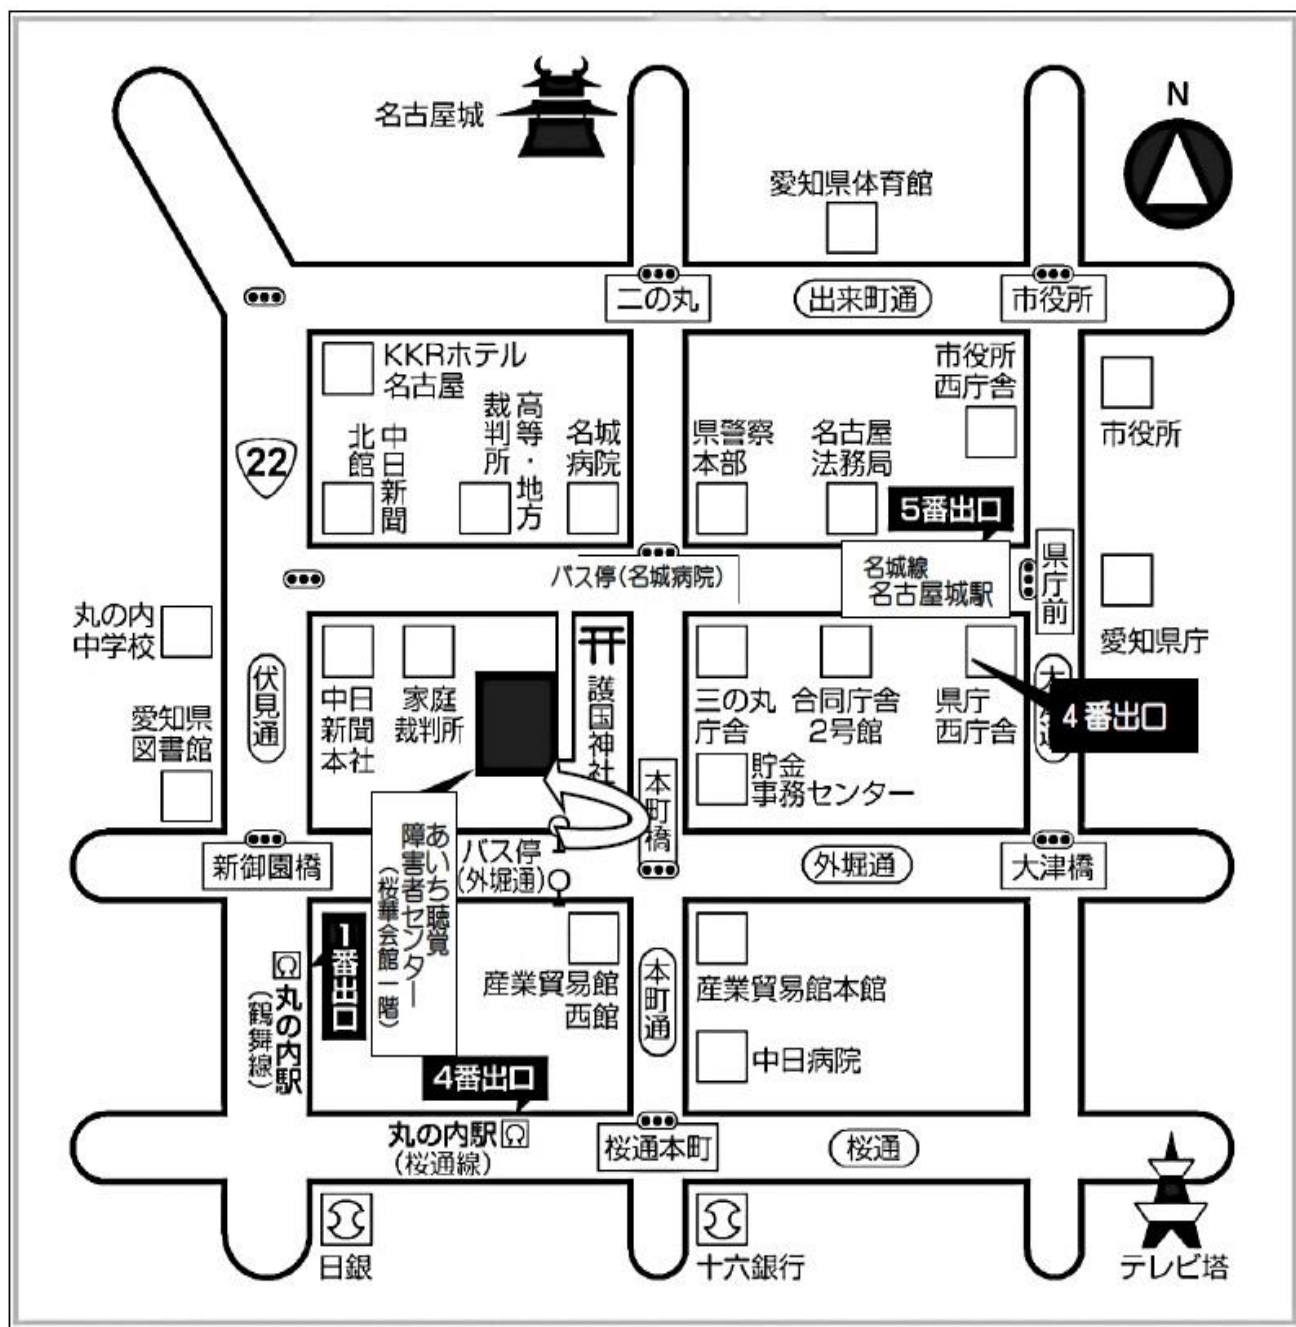 名古屋城
N
愛知県体育館
二の丸
出来町通
市役所
KKRホテル
名古屋
高等・地方
裁判所
名城
病院
中日新聞
北館
22
県警察
本部
名古屋
法務局
市役所
西庁舎
市役所
5番出口
バス停(名城病院)
名城線
名古屋城駅
県庁前
愛知県庁
丸の内
中学校
愛知県
図書館
伏見通
中日
新聞
本社
家庭
裁判所
護国神社
三の丸
庁舎
合同庁舎
2号館
県庁
西庁舎
4番出口
貯金
事務センター
本町橋
新御園橋
あいち聴覚
障害者センター
(桜華会館一階)
バス停
(外堀通)
外堀通
大津橋
1番出口
丸の内駅
(鶴舞線)
産業貿易館
西館
本町通
産業貿易館本館
中日病院
4番出口
丸の内駅
(桜通線)
桜通本町
桜通
日銀
十六銀行
テレビ塔